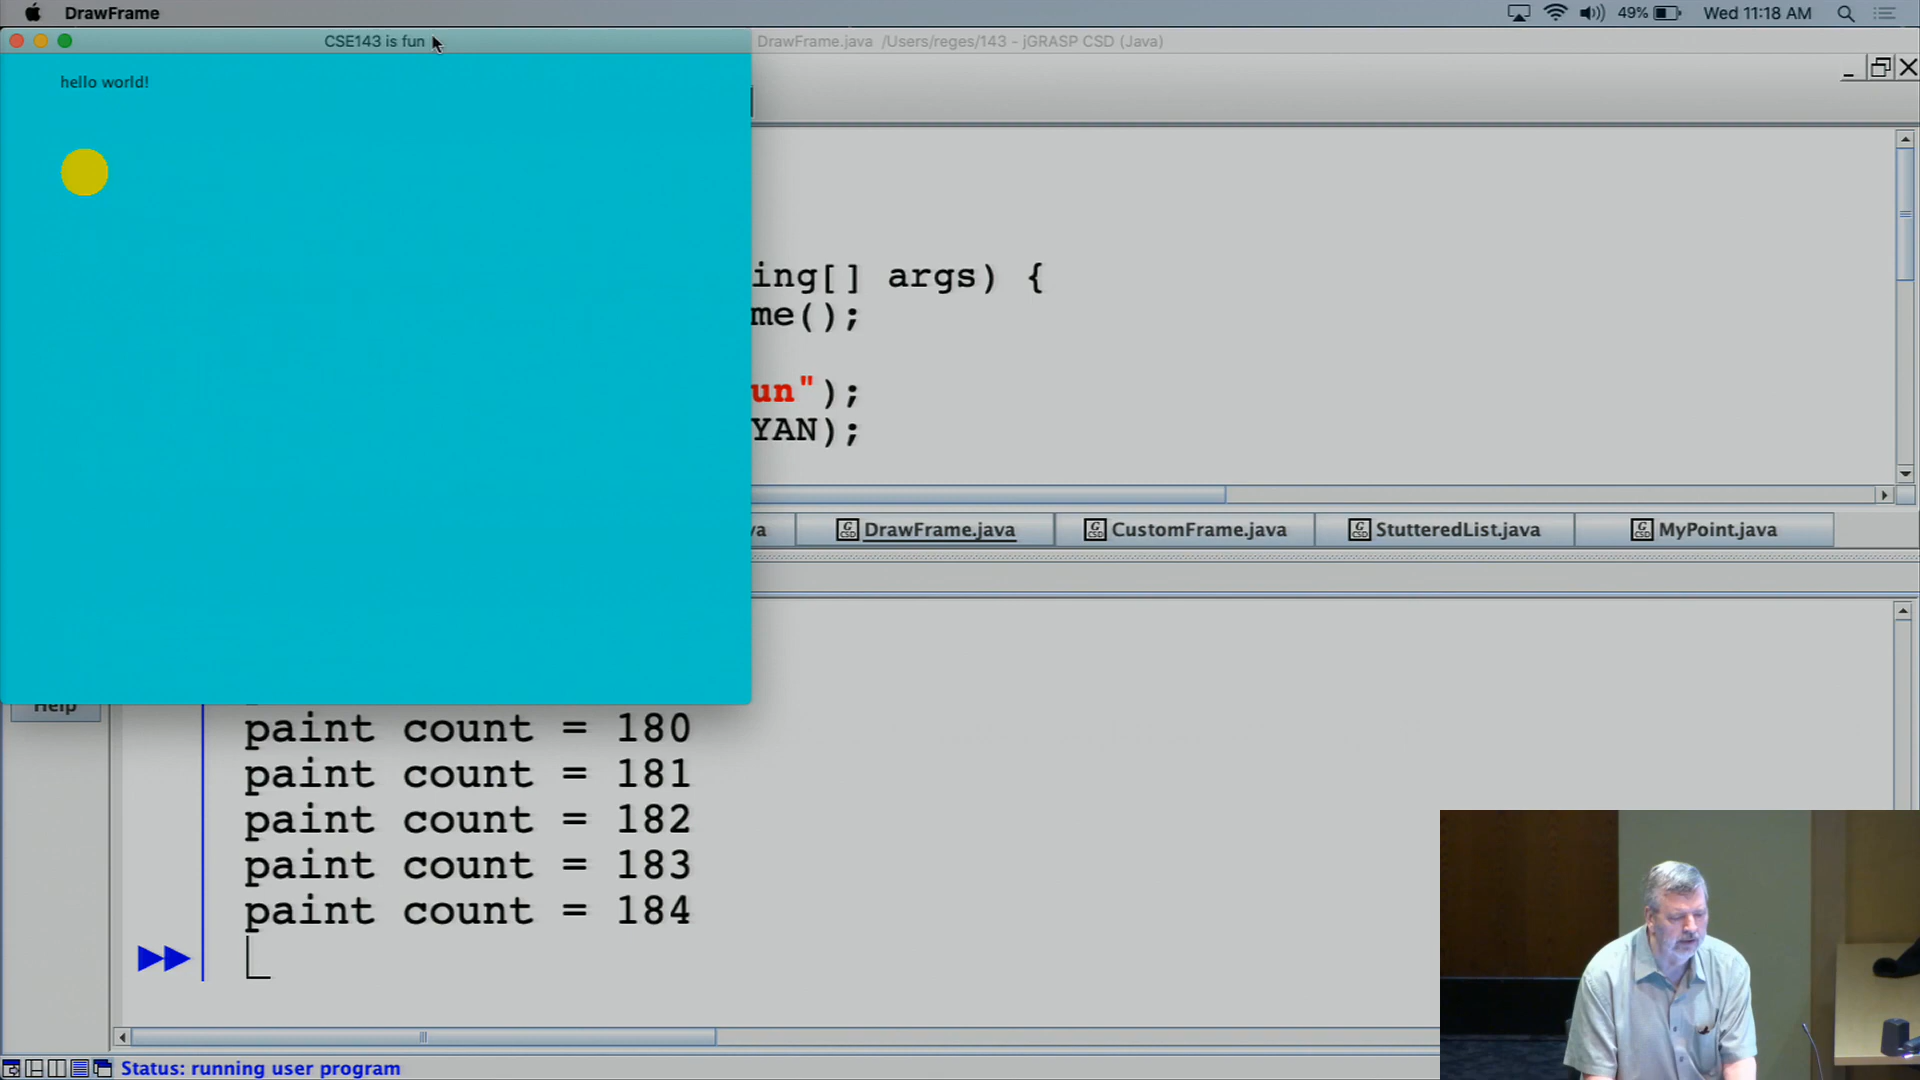 DrawFrame
49%
Wed 11:18 AM
CSE143 is fun
DrawFrame.java /Users/reges/143 - jGRASP CSD (Java)
hello world!
ing[] args) {
me();
un");
YAN);
va
DrawFrame.java
CustomFrame.java
StutteredList.java
MyPoint.java
Help
paint count = 180
paint count = 181
paint count = 182
paint count = 183
paint count = 184
Status: running user program